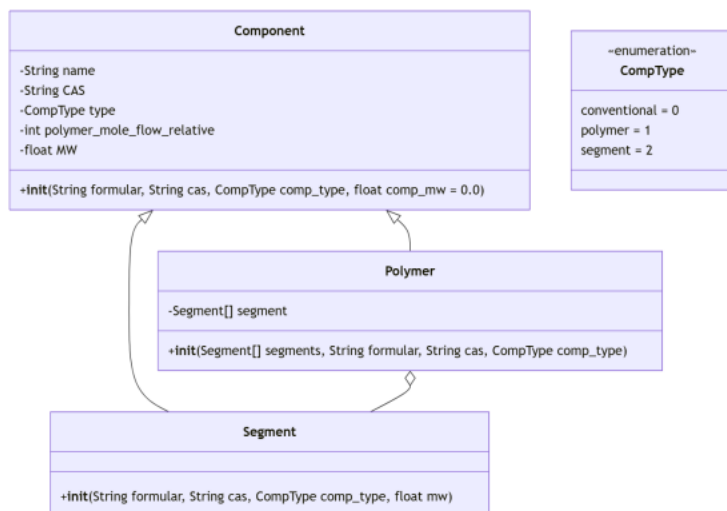 Component
-String name
-String CAS
-CompType type
-int polymer_mole_flow_relative
-float MW
+init(String formular, String cas, CompType comp_type, float comp_mw = 0.0)
«enumeration»
CompType
conventional = 0
polymer = 1
segment = 2
Polymer
-Segment[] segment
+init(Segment[] segments, String formular, String cas, CompType comp_type)
Segment
+init(String formular, String cas, CompType comp_type, float mw)